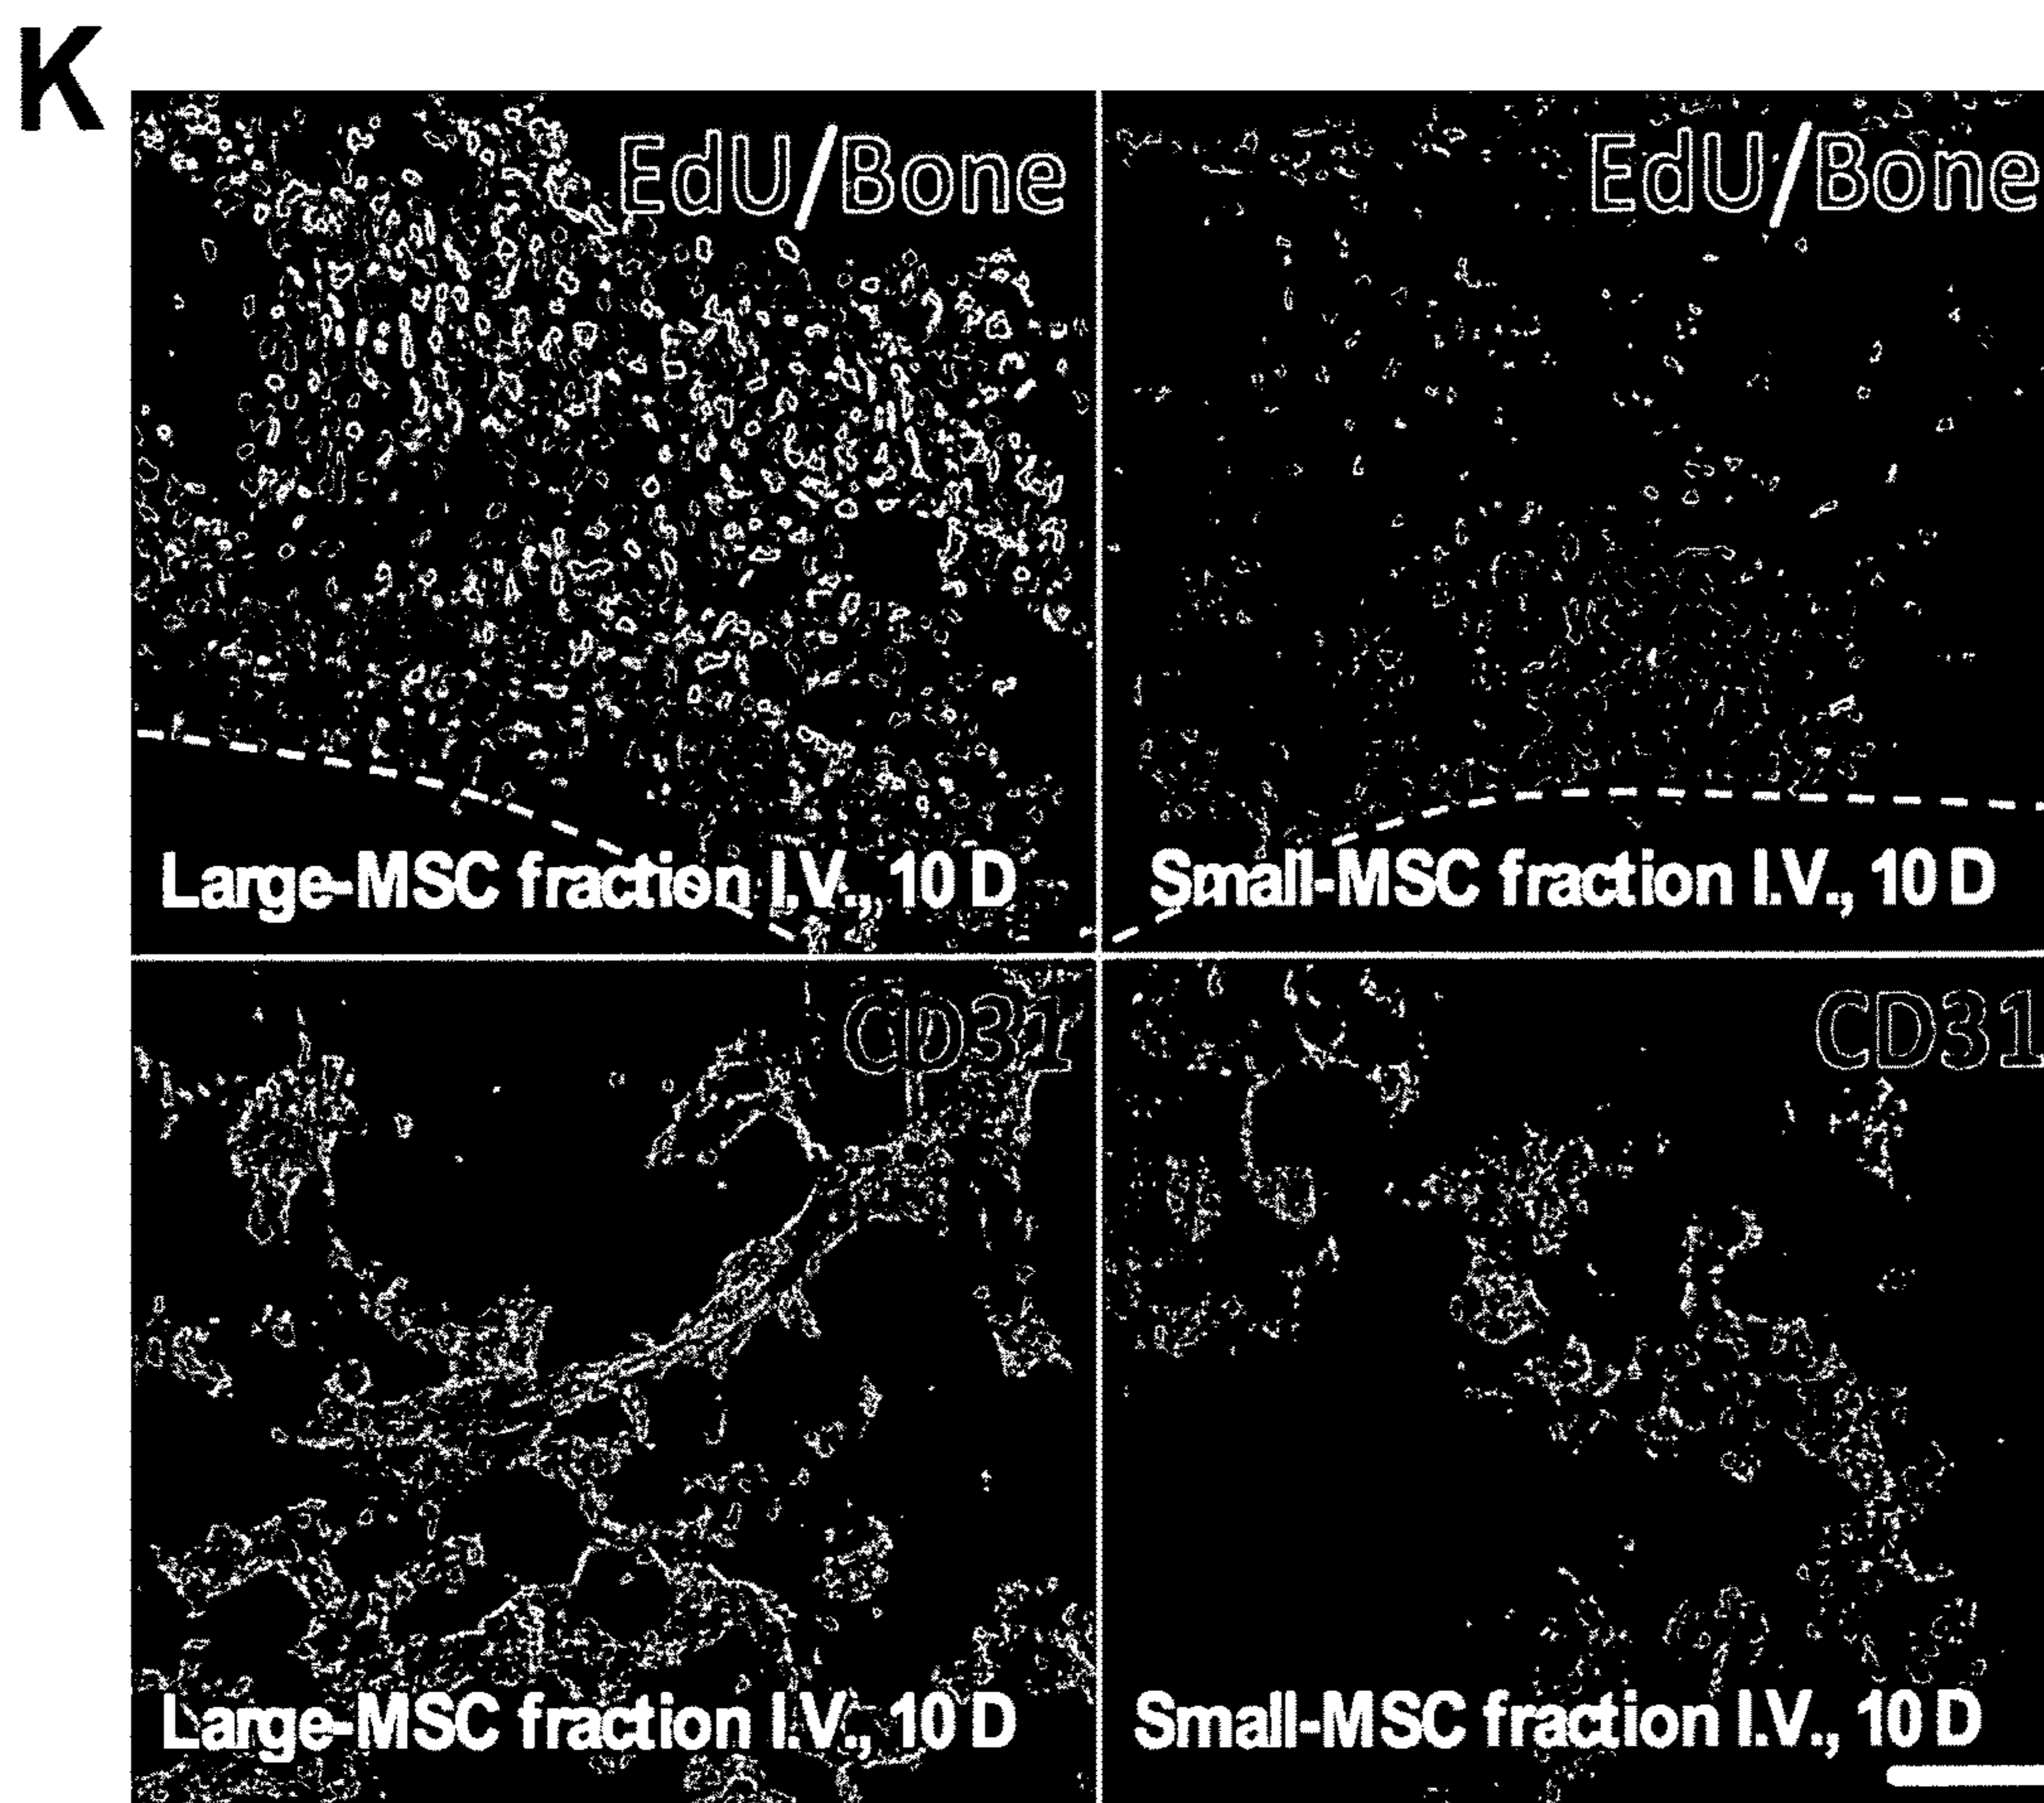 K
EdU/Bone
EdU/Bone
Large-MSC fraction I.V., 10 D
Small-MSC fraction I.V., 10 D
CD31
CD31
Large-MSC fraction I.V., 10 D
Small-MSC fraction I.V., 10 D